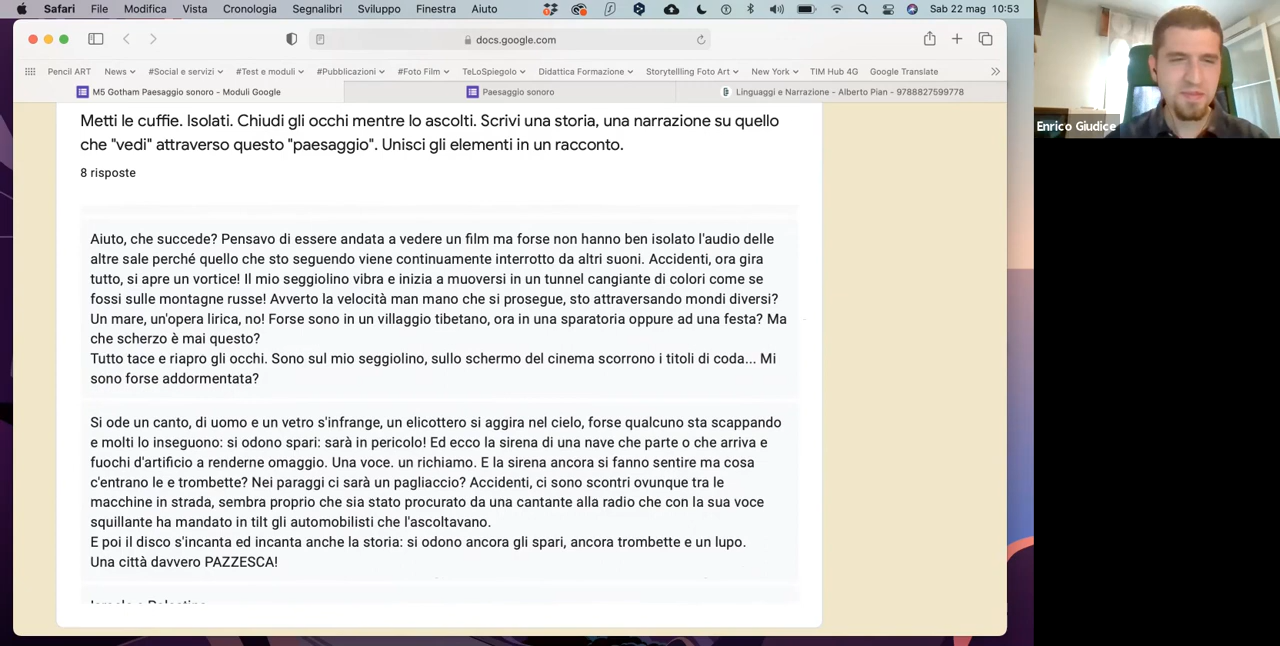 Safari File Modifica Vista Cronologia Segnalibri Sviluppo Finestra Aiuto Sab 22 mag 10:53
docs.google.com
Pencil ART News #Social e servizi #Test e moduli #Pubblicazioni #Foto Film TeLoSpiegolo Didattica Formazione Storytellling Foto Art New York TIM Hub 4G Google Translate
M5 Gotham Paesaggio sonoro - Moduli Google Paesaggio sonoro Linguaggi e Narrazione - Alberto Pian - 9788827599778
Enrico Giudice
Metti le cuffie. Isolati. Chiudi gli occhi mentre lo ascolti. Scrivi una storia, una narrazione su quello
che "vedi" attraverso questo "paesaggio". Unisci gli elementi in un racconto.
8 risposte
Aiuto, che succede? Pensavo di essere andata a vedere un film ma forse non hanno ben isolato l'audio delle
altre sale perché quello che sto seguendo viene continuamente interrotto da altri suoni. Accidenti, ora gira
tutto, si apre un vortice! Il mio seggiolino vibra e inizia a muoversi in un tunnel cangiante di colori come se
fossi sulle montagne russe! Avverto la velocità man mano che si prosegue, sto attraversando mondi diversi?
Un mare, un'opera lirica, no! Forse sono in un villaggio tibetano, ora in una sparatoria oppure ad una festa? Ma
che scherzo è mai questo?
Tutto tace e riapro gli occhi. Sono sul mio seggiolino, sullo schermo del cinema scorrono i titoli di coda... Mi
sono forse addormentata?
Si ode un canto, di uomo e un vetro s'infrange, un elicottero si aggira nel cielo, forse qualcuno sta scappando
e molti lo inseguono: si odono spari: sarà in pericolo! Ed ecco la sirena di una nave che parte o che arriva e
fuochi d'artificio a renderne omaggio. Una voce. un richiamo. E la sirena ancora si fanno sentire ma cosa
c'entrano le e trombette? Nei paraggi ci sarà un pagliaccio? Accidenti, ci sono scontri ovunque tra le
macchine in strada, sembra proprio che sia stato procurato da una cantante alla radio che con la sua voce
squillante ha mandato in tilt gli automobilisti che l'ascoltavano.
E poi il disco s'incanta ed incanta anche la storia: si odono ancora gli spari, ancora trombette e un lupo.
Una città davvero PAZZESCA!